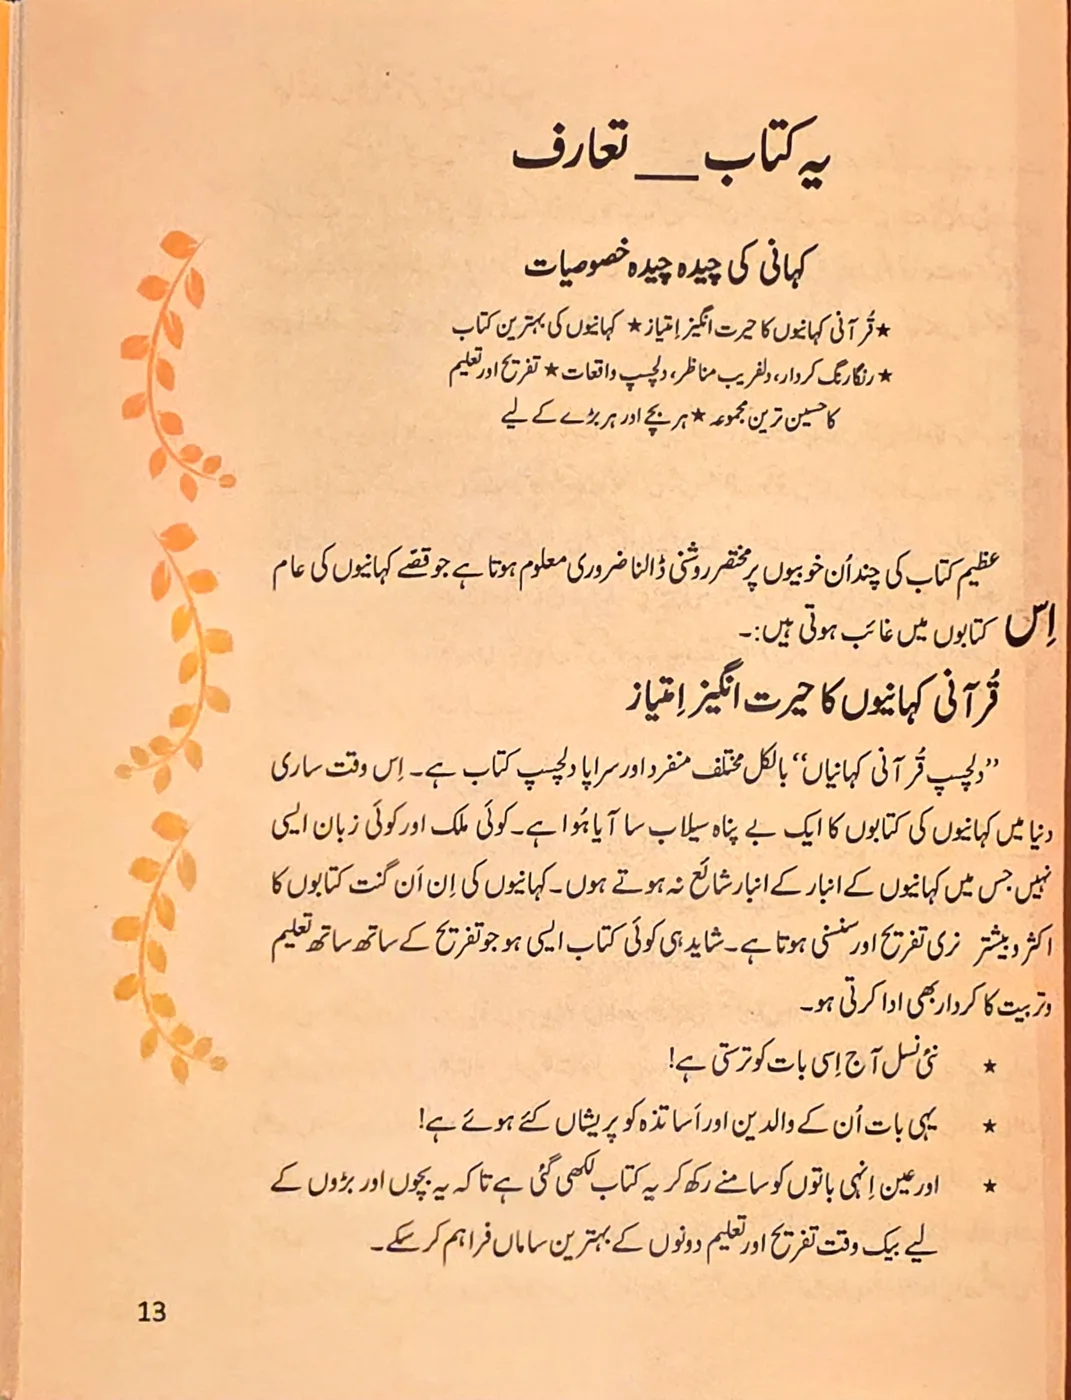 یہ کتاب __ تعارف
کہانی کی چیدہ چیدہ خصوصیات
★ قُرآنی کہانیوں کا حیرت انگیز اِمتیاز ★ کہانیوں کی بہترین کتاب
★ رنگارنگ کردار، دلفریب مناظر، دلچسپ واقعات ★ تفریح اور تعلیم
کا حسین ترین مجموعہ ★ ہر بچے اور ہر بڑے کے لیے
اِس عظیم کتاب کی چند اُن خوبیوں پر مختصر روشنی ڈالنا ضروری معلوم ہوتا ہے جو قصے کہانیوں کی عام
کتابوں میں غائب ہوتی ہیں:۔
قُرآنی کہانیوں کا حیرت انگیز اِمتیاز
”دلچسپ قُرآنی کہانیاں“ بالکل مختلف منفرد اور سراپا دلچسپ کتاب ہے۔ اِس وقت ساری
دنیا میں کہانیوں کی کتابوں کا ایک بے پناہ سیلاب سا آیا ہُوا ہے۔ کوئی ملک اور کوئی زبان ایسی
نہیں جس میں کہانیوں کے انبار کے انبار شائع نہ ہوتے ہوں۔ کہانیوں کی اِن اَن گنت کتابوں کا
اکثر و بیشتر نری تفریح اور سنسنی ہوتا ہے۔ شاید ہی کوئی کتاب ایسی ہو جو تفریح کے ساتھ ساتھ تعلیم
وتربیت کا کردار بھی ادا کرتی ہو۔
★ نئی نسل آج اِسی بات کو ترستی ہے!
★ یہی بات اُن کے والدین اور اَساتذہ کو پریشاں کئے ہوئے ہے!
★ اور عین اِنہی باتوں کو سامنے رکھ کر یہ کتاب لکھی گئی ہے تاکہ یہ بچوں اور بڑوں کے
لیے بیک وقت تفریح اور تعلیم دونوں کے بہترین ساماں فراہم کر سکے۔
13